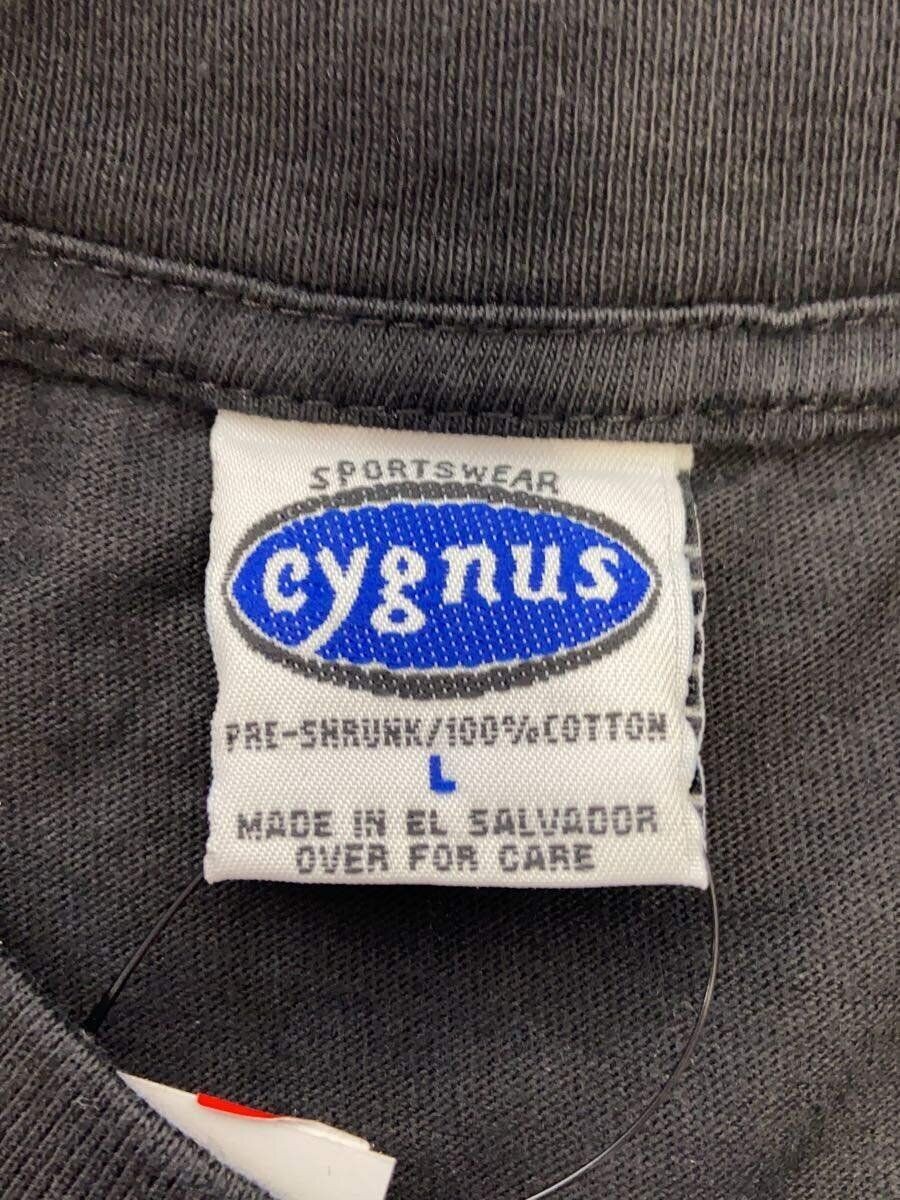 SPORTSWEAR
cygnus
PRE-SHRUNK/100%COTTON
L
MADE IN EL SALVADOR
OVER FOR CARE